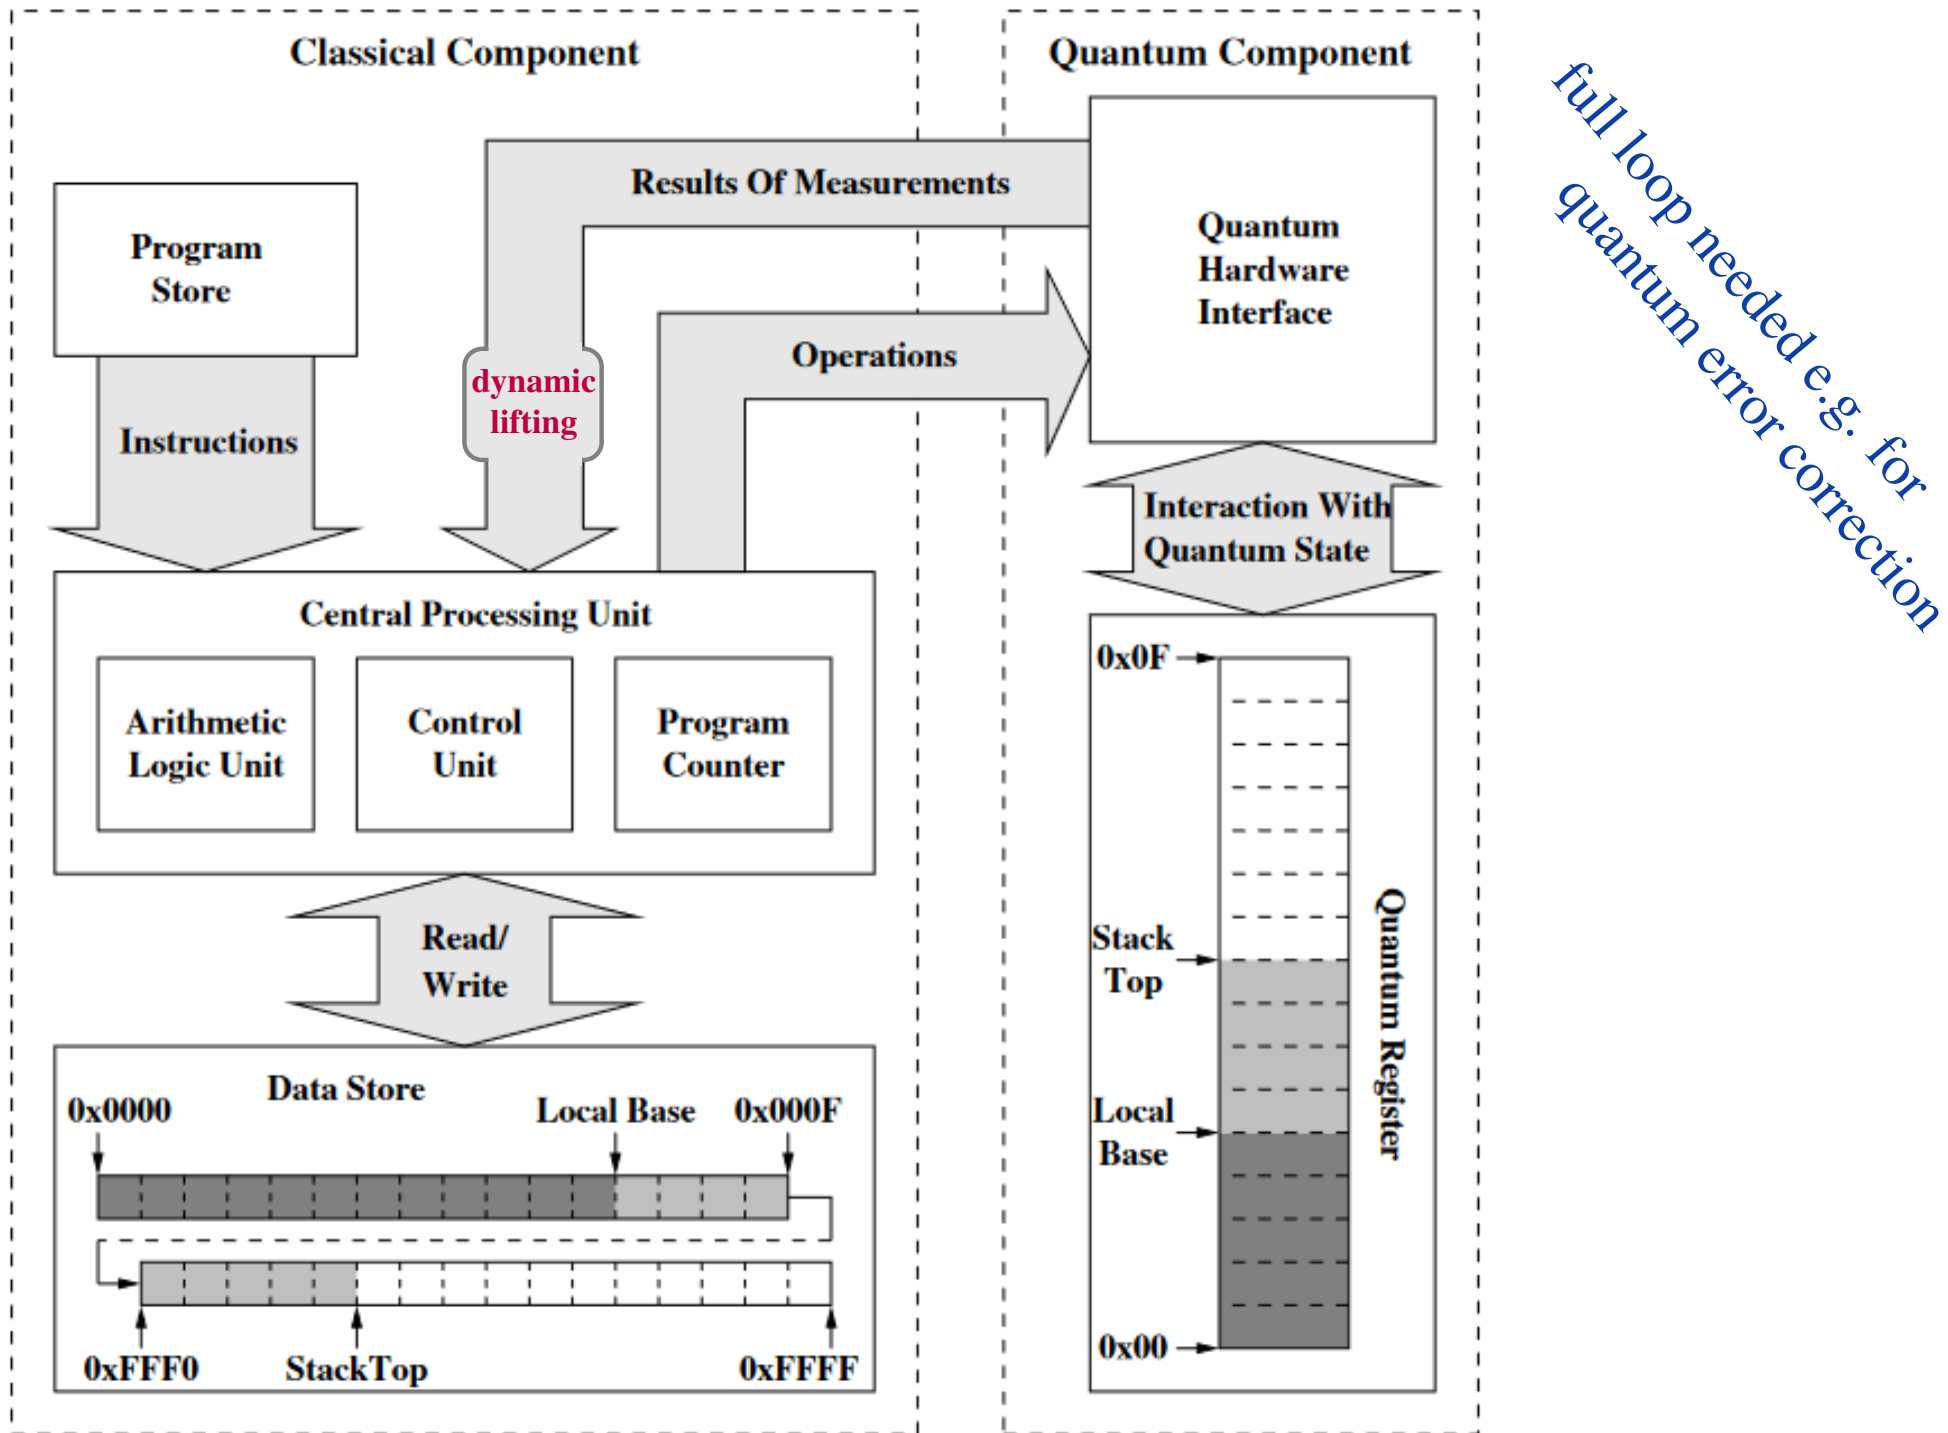 Classical Component
Quantum Component
full loop needed e.g. for
quantum error correction
Results Of Measurements
Program
Store
Quantum
Hardware
Interface
Operations
dynamic
lifting
Instructions
Interaction With
Quantum State
Central Processing Unit
Arithmetic
Logic Unit
Control
Unit
Program
Counter
Read/
Write
Data Store
0x0000
Local Base
0x000F
0xFFF0
StackTop
0xFFFF
0x0F
Stack
Top
Local
Base
0x00
Quantum Register